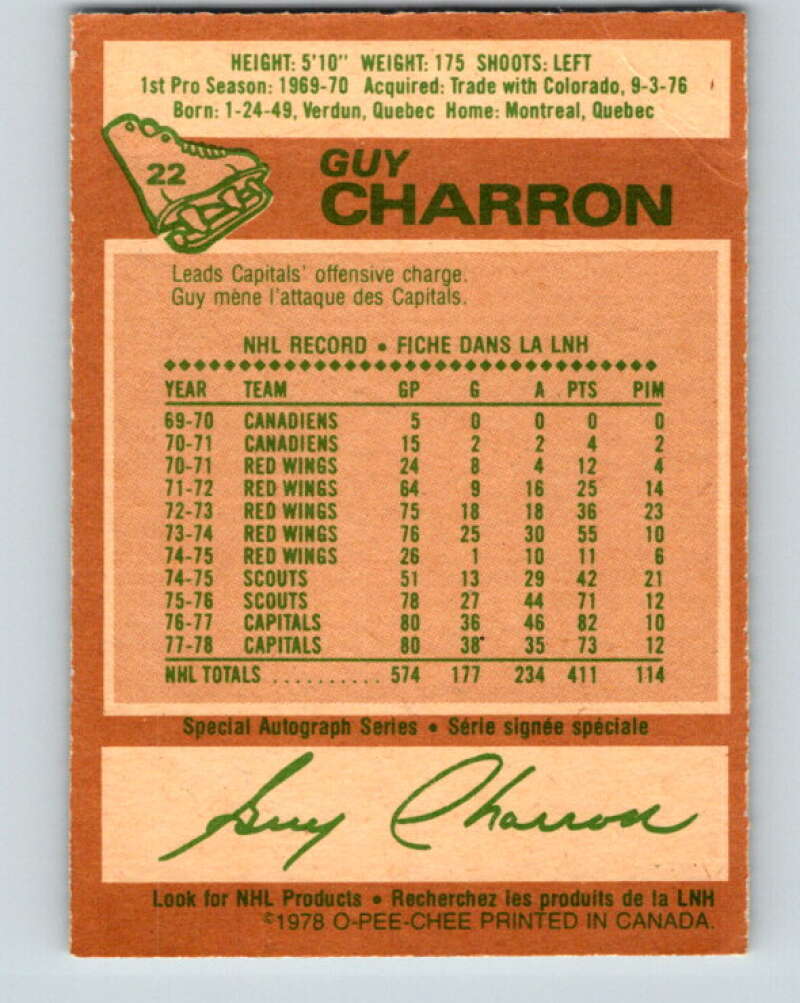 HEIGHT: 5'10" WEIGHT: 175 SHOOTS: LEFT
1st Pro Season: 1969-70 Acquired: Trade with Colorado, 9-3-76
Born: 1-24-49, Verdun, Quebec Home: Montreal, Quebec
22
GUY
CHARRON
Leads Capitals' offensive charge.
Guy mène l'attaque des Capitals.
NHL RECORD • FICHE DANS LA LNH
YEAR TEAM GP G A PTS PIM
69-70 CANADIENS 5 0 0 0 0
70-71 CANADIENS 15 2 2 4 2
70-71 RED WINGS 24 8 4 12 4
71-72 RED WINGS 64 9 16 25 14
72-73 RED WINGS 75 18 18 36 23
73-74 RED WINGS 76 25 30 55 10
74-75 RED WINGS 26 1 10 11 6
74-75 SCOUTS 51 13 29 42 21
75-76 SCOUTS 78 27 44 71 12
76-77 CAPITALS 80 36 46 82 10
77-78 CAPITALS 80 38 35 73 12
NHL TOTALS .......... 574 177 234 411 114
Special Autograph Series • Série signée spéciale
Guy Charron
Look for NHL Products • Recherchez les produits de la LNH
©1978 O-PEE-CHEE PRINTED IN CANADA.